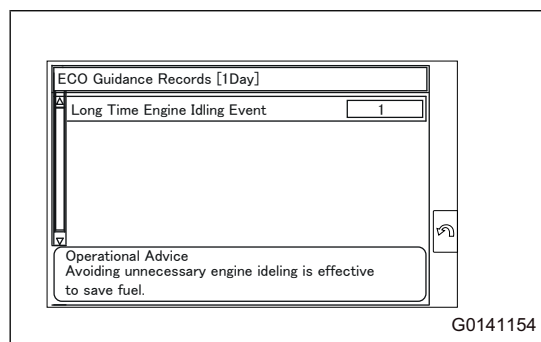 ECO Guidance Records [1Day]
Long Time Engine Idling Event 1
Operational Advice
Avoiding unnecessary engine ideling is effective
to save fuel.
G0141154